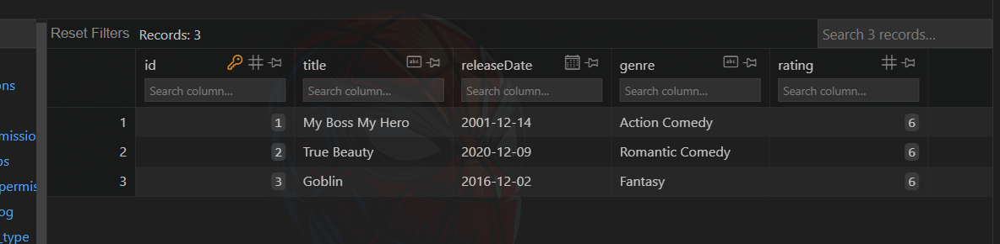 Reset Filters Records: 3 Search 3 records...
id abc title releaseDate abc genre rating
Search column... Search column... Search column... Search column... Search column...
1 1 My Boss My Hero 2001-12-14 Action Comedy 6
ons
2 2 True Beauty 2020-12-09 Romantic Comedy 6
missio
os
3 3 Goblin 2016-12-02 Fantasy 6
permis
og
_type